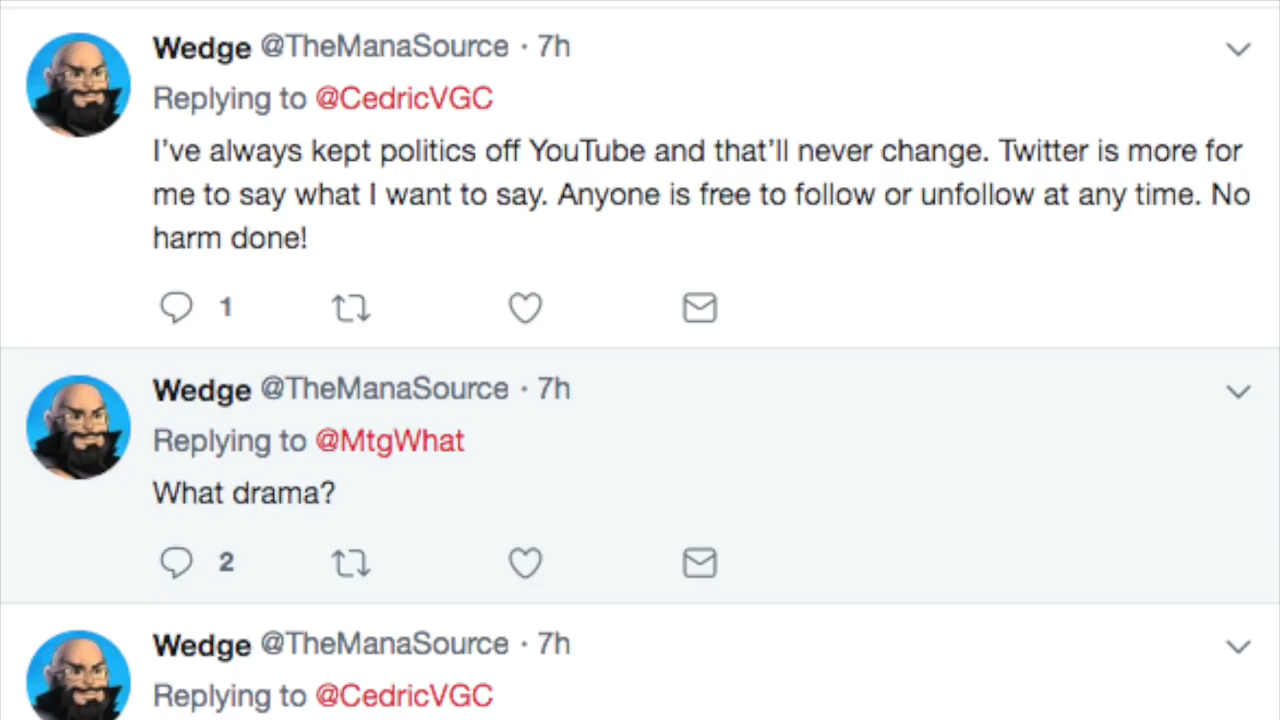 Wedge @TheManaSource · 7h
Replying to @CedricVGC
I've always kept politics off YouTube and that'll never change. Twitter is more for
me to say what I want to say. Anyone is free to follow or unfollow at any time. No
harm done!
1
Wedge @TheManaSource · 7h
Replying to @MtgWhat
What drama?
2
Wedge @TheManaSource · 7h
Replying to @CedricVGC